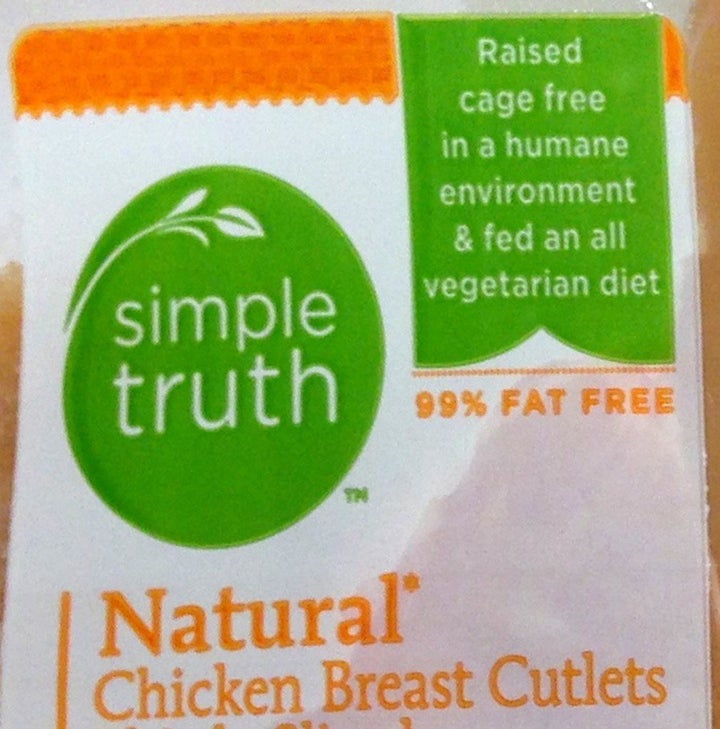 Raised
cage free
in a humane
environment
& fed an all
vegetarian diet
simple
truth
TM
99% FAT FREE
Natural*
Chicken Breast Cutlets